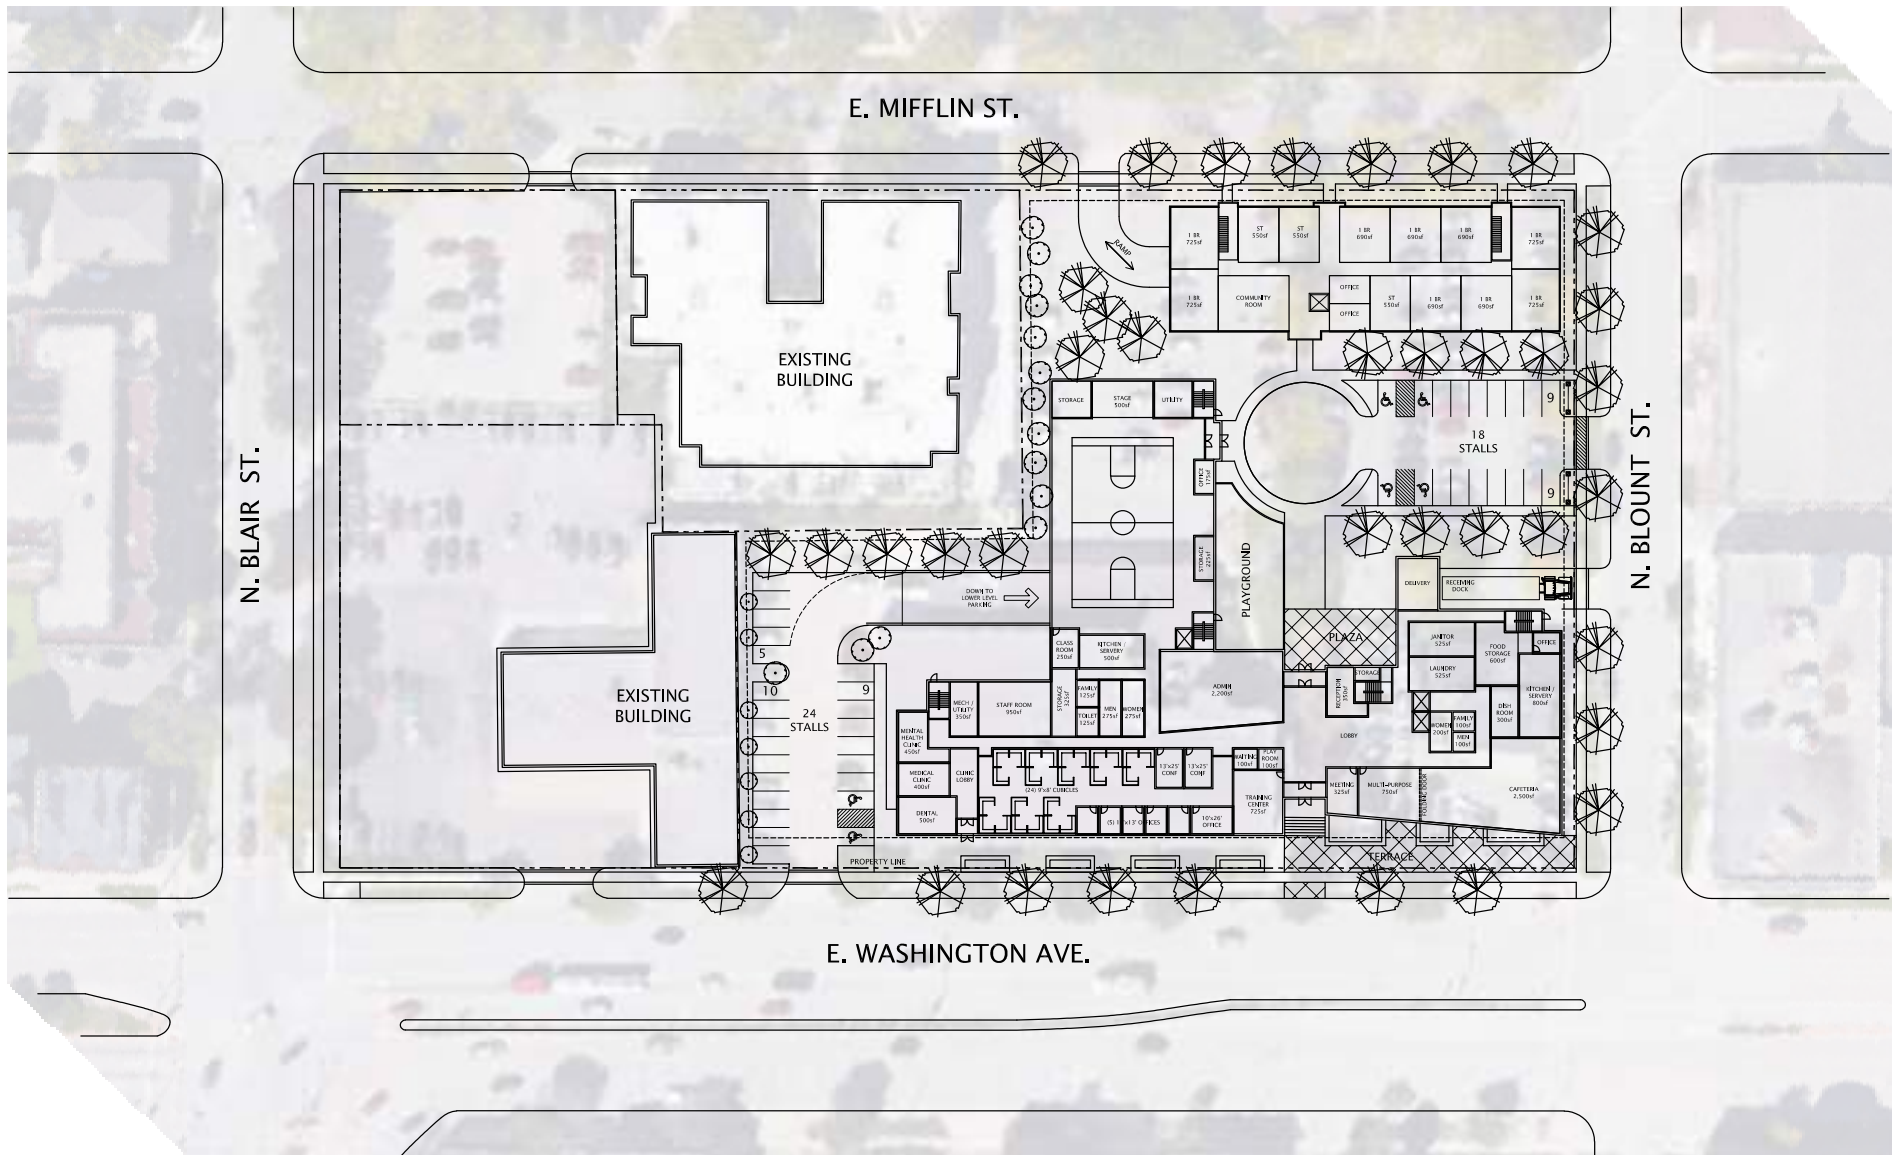 E. MIFFLIN ST.
N. BLAIR ST.
N. BLOUNT ST.
E. WASHINGTON AVE.
EXISTING
BUILDING
EXISTING
BUILDING
RAMP
1 BR
725sf
ST
550sf
ST
550sf
1 BR
690sf
1 BR
690sf
1 BR
690sf
1 BR
725sf
1 BR
725sf
COMMUNITY
ROOM
OFFICE
OFFICE
ST
550sf
1 BR
690sf
1 BR
690sf
1 BR
725sf
STORAGE
STAGE
500sf
UTILITY
9
18
STALLS
9
OFFICE
175sf
STORAGE
225sf
PLAYGROUND
DOWN TO
LOWER LEVEL
PARKING
DELIVERY
RECEIVING
DOCK
PLAZA
5
10
9
24
STALLS
CLASS
ROOM
250sf
KITCHEN /
SERVERY
500sf
ADMIN
2,200sf
MECH /
UTILITY
350sf
STAFF ROOM
950sf
STORAGE
325sf
FAMILY
125sf
TOILET
125sf
MEN
275sf
WOMEN
275sf
MENTAL
HEALTH
CLINIC
450sf
MEDICAL
CLINIC
400sf
DENTAL
500sf
CLINIC
LOBBY
(24) 9'x8' CUBICLES
13'x25'
CONF
13'x25'
CONF
WAITING
100sf
PLAY
ROOM
100sf
TRAINING
CENTER
725sf
10'x26'
OFFICE
RECEPTION
350sf
STORAGE
LOBBY
JANITOR
525sf
LAUNDRY
525sf
FOOD
STORAGE
600sf
OFFICE
KITCHEN /
SERVERY
800sf
DISH
ROOM
300sf
WOMEN
200sf
FAMILY
100sf
MEN
100sf
MEETING
325sf
MULTI-PURPOSE
750sf
FOLDING DOOR
CAFETERIA
2,500sf
TERRACE
PROPERTY LINE